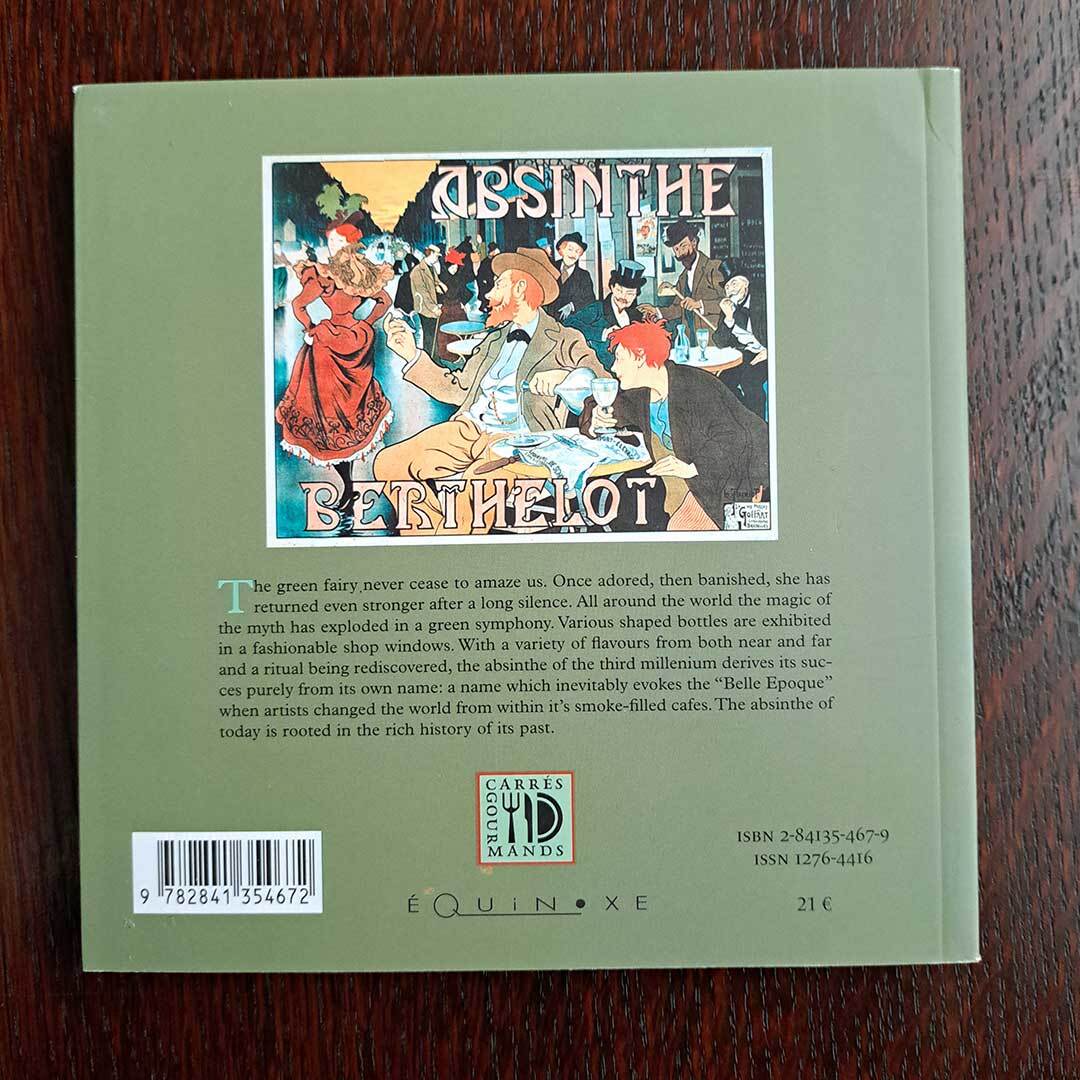 ABSINTHE
BERTHELOT
Goffart
The green fairy, never cease to amaze us. Once adored, then banished, she has
returned even stronger after a long silence. All around the world the magic of
the myth has exploded in a green symphony. Various shaped bottles are exhibited
in a fashionable shop windows. With a variety of flavours from both near and far
and a ritual being rediscovered, the absinthe of the third millenium derives its suc-
ces purely from its own name: a name which inevitably evokes the “Belle Epoque”
when artists changed the world from within it's smoke-filled cafes. The absinthe of
today is rooted in the rich history of its past.
CARRÉS
GOUR
MANDS
ISBN 2-84135-467-9
ISSN 1276-4416
9 782841 354672
ÉQUiNOXE
21 €